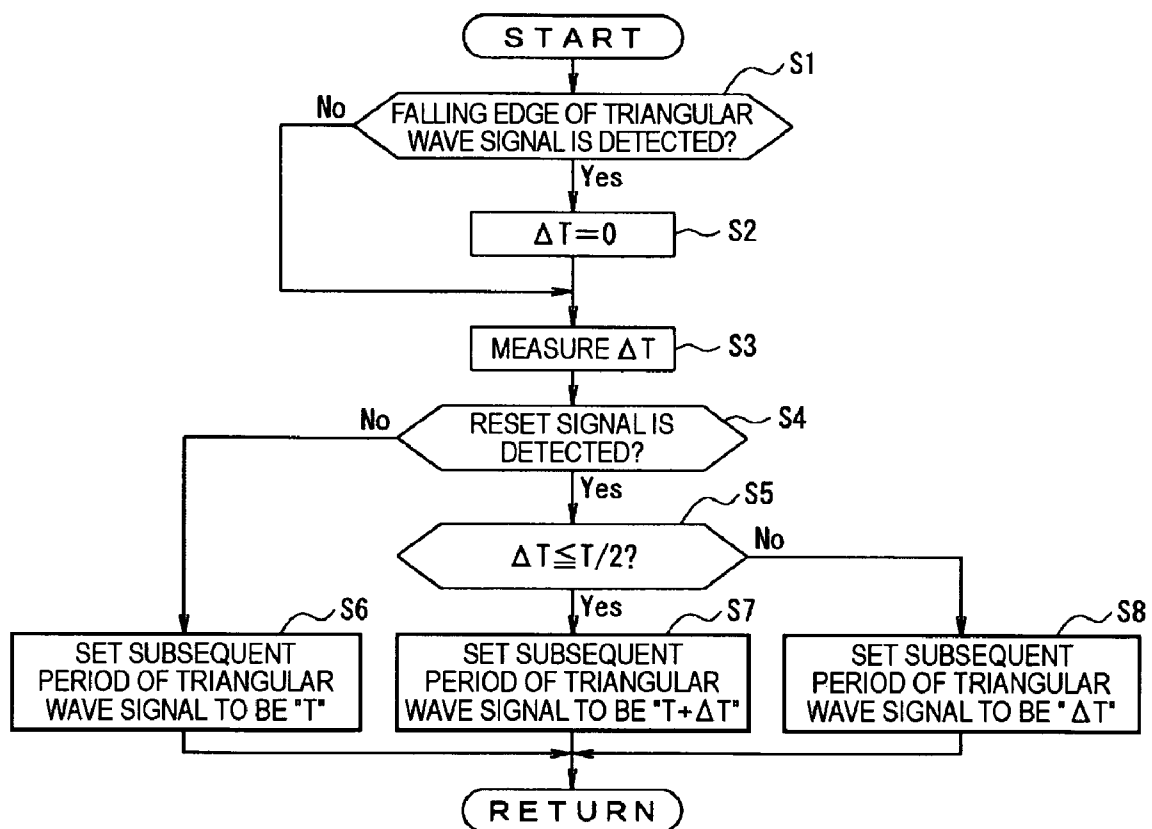 START
S1
No
FALLING EDGE OF TRIANGULAR
WAVE SIGNAL IS DETECTED?
Yes
ΔT=0
S2
MEASURE ΔT
S3
No
RESET SIGNAL IS
DETECTED?
S4
Yes
S5
ΔT≦T/2?
No
Yes
S6
SET SUBSEQUENT
PERIOD OF TRIANGULAR
WAVE SIGNAL TO BE "T"
S7
SET SUBSEQUENT
PERIOD OF TRIANGULAR
WAVE SIGNAL TO BE "T+ΔT"
S8
SET SUBSEQUENT
PERIOD OF TRIANGULAR
WAVE SIGNAL TO BE "ΔT"
RETURN